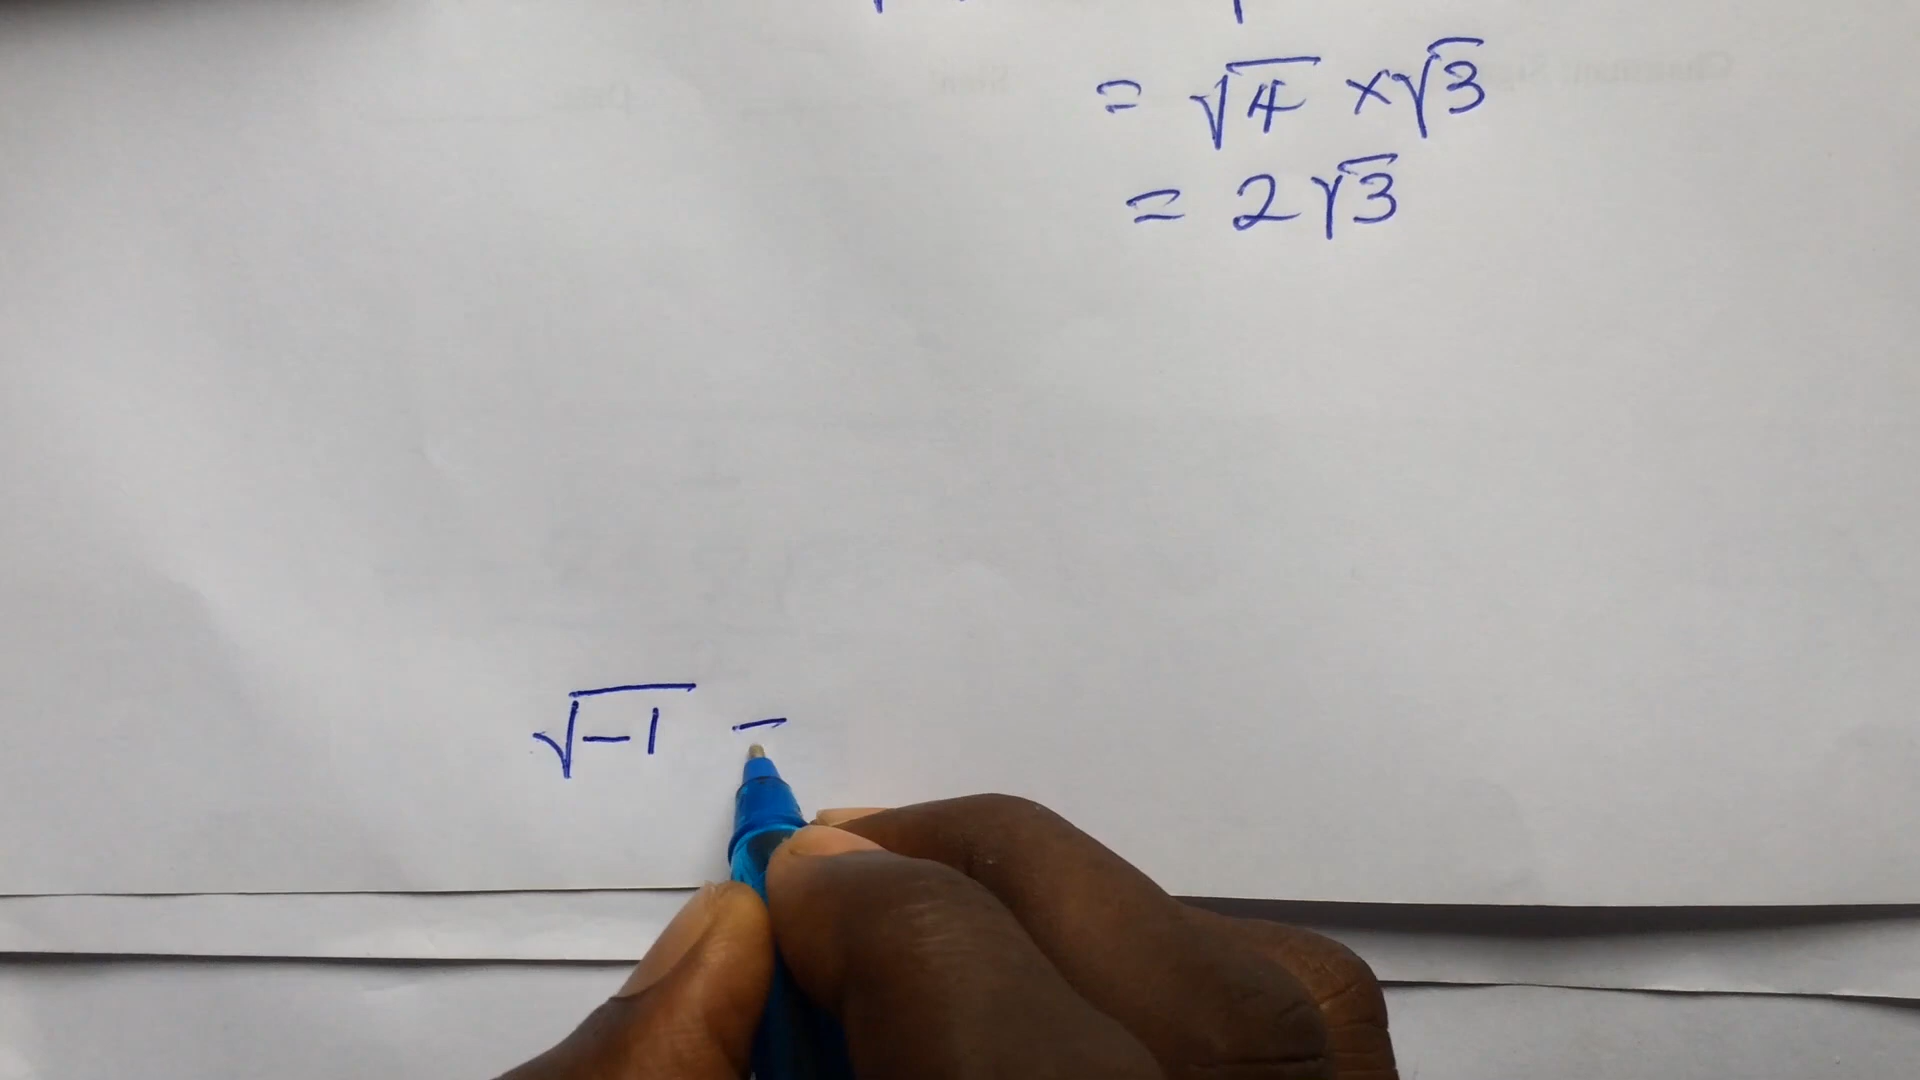 = √4 × √3
= 2√3
√-1 -